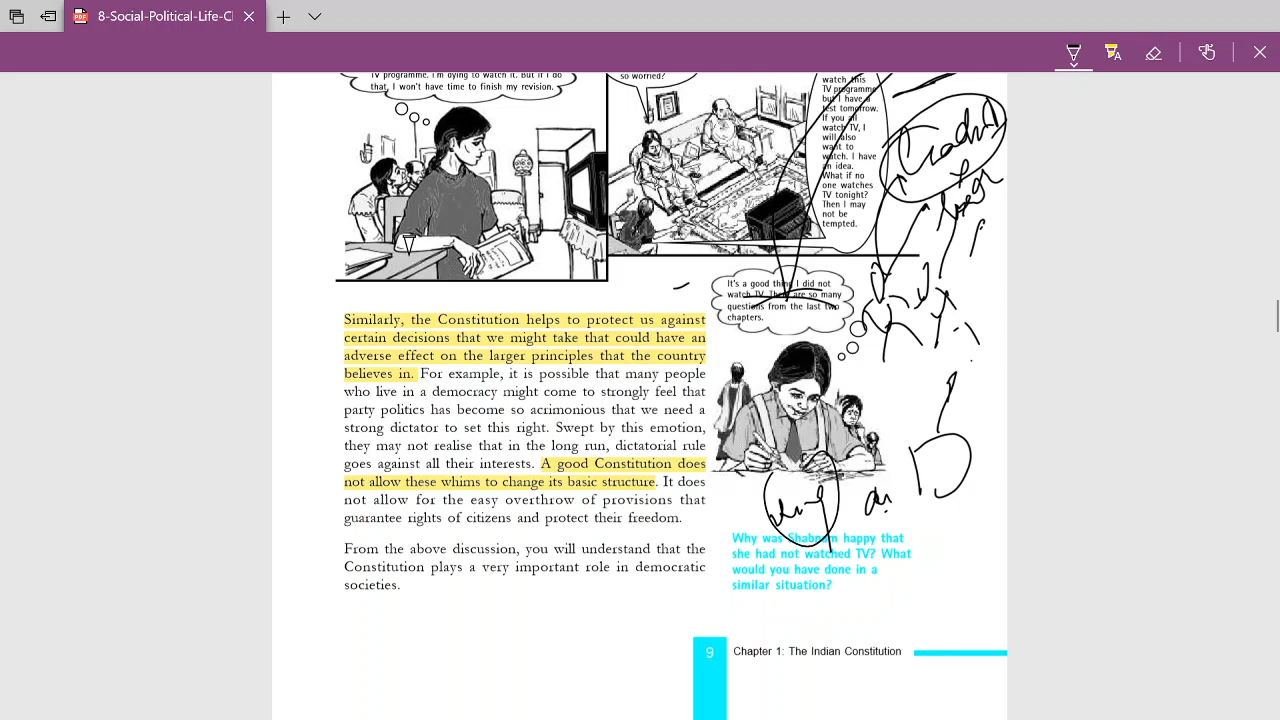 8-Social-Political-Life-C
TV programme. I'm dying to watch it. But if I do
that, I won't have time to finish my revision.
so worried?
watch this
TV programme
but I have a
test tomorrow.
If you all
watch TV, I
will also
want to
watch. I have
an idea.
What if no
one watches
TV tonight?
Then I may
not be
tempted.
It's a good thing I did not
watch TV. There are so many
questions from the last two
chapters.
Similarly, the Constitution helps to protect us against
certain decisions that we might take that could have an
adverse effect on the larger principles that the country
believes in. For example, it is possible that many people
who live in a democracy might come to strongly feel that
party politics has become so acrimonious that we need a
strong dictator to set this right. Swept by this emotion,
they may not realise that in the long run, dictatorial rule
goes against all their interests. A good Constitution does
not allow these whims to change its basic structure. It does
not allow for the easy overthrow of provisions that
guarantee rights of citizens and protect their freedom.
From the above discussion, you will understand that the
Constitution plays a very important role in democratic
societies.
D
Why was Shabnam happy that
she had not watched TV? What
would you have done in a
similar situation?
9 Chapter 1: The Indian Constitution